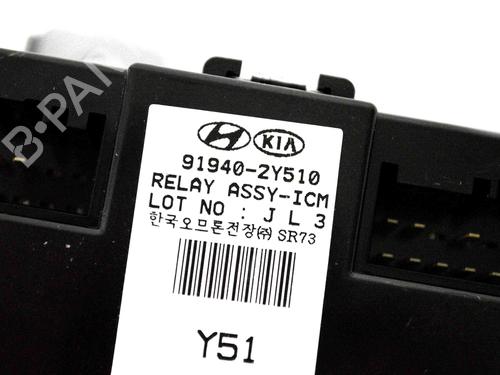 B-PA
KIA
91940-2Y510
RELAY ASSY-ICM
LOT NO : J L 3
한국오므론전장㈜ SR73
Y51